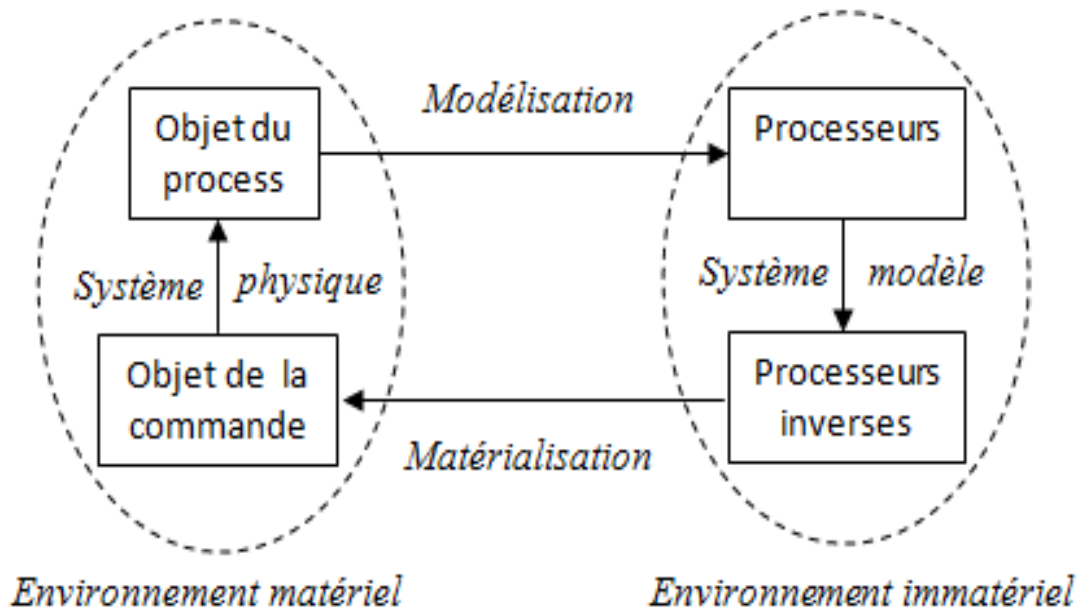 Modélisation
Objet du
process
Processeurs
Système physique
Système modèle
Objet de la
commande
Processeurs
inverses
Matérialisation
Environnement matériel
Environnement immatériel